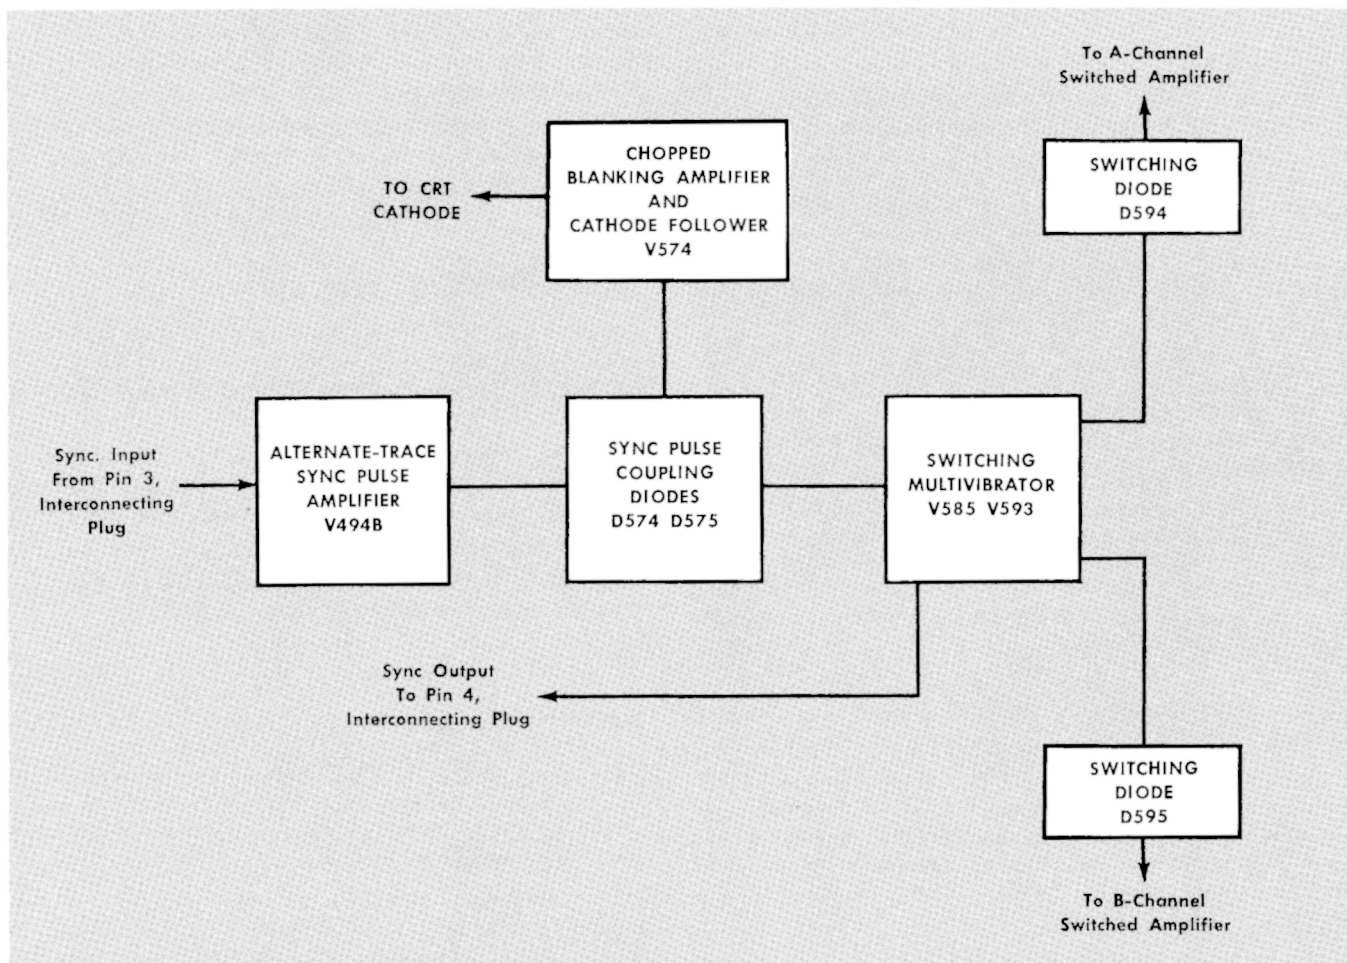 To A-Channel
Switched Amplifier
SWITCHING
DIODE
D594
CHOPPED
BLANKING AMPLIFIER
AND
CATHODE FOLLOWER
V574
TO CRT
CATHODE
Sync. Input
From Pin 3,
Interconnecting
Plug
ALTERNATE-TRACE
SYNC PULSE
AMPLIFIER
V494B
SYNC PULSE
COUPLING
DIODES
D574 D575
SWITCHING
MULTIVIBRATOR
V585 V593
Sync Output
To Pin 4,
Interconnecting Plug
SWITCHING
DIODE
D595
To B-Channel
Switched Amplifier